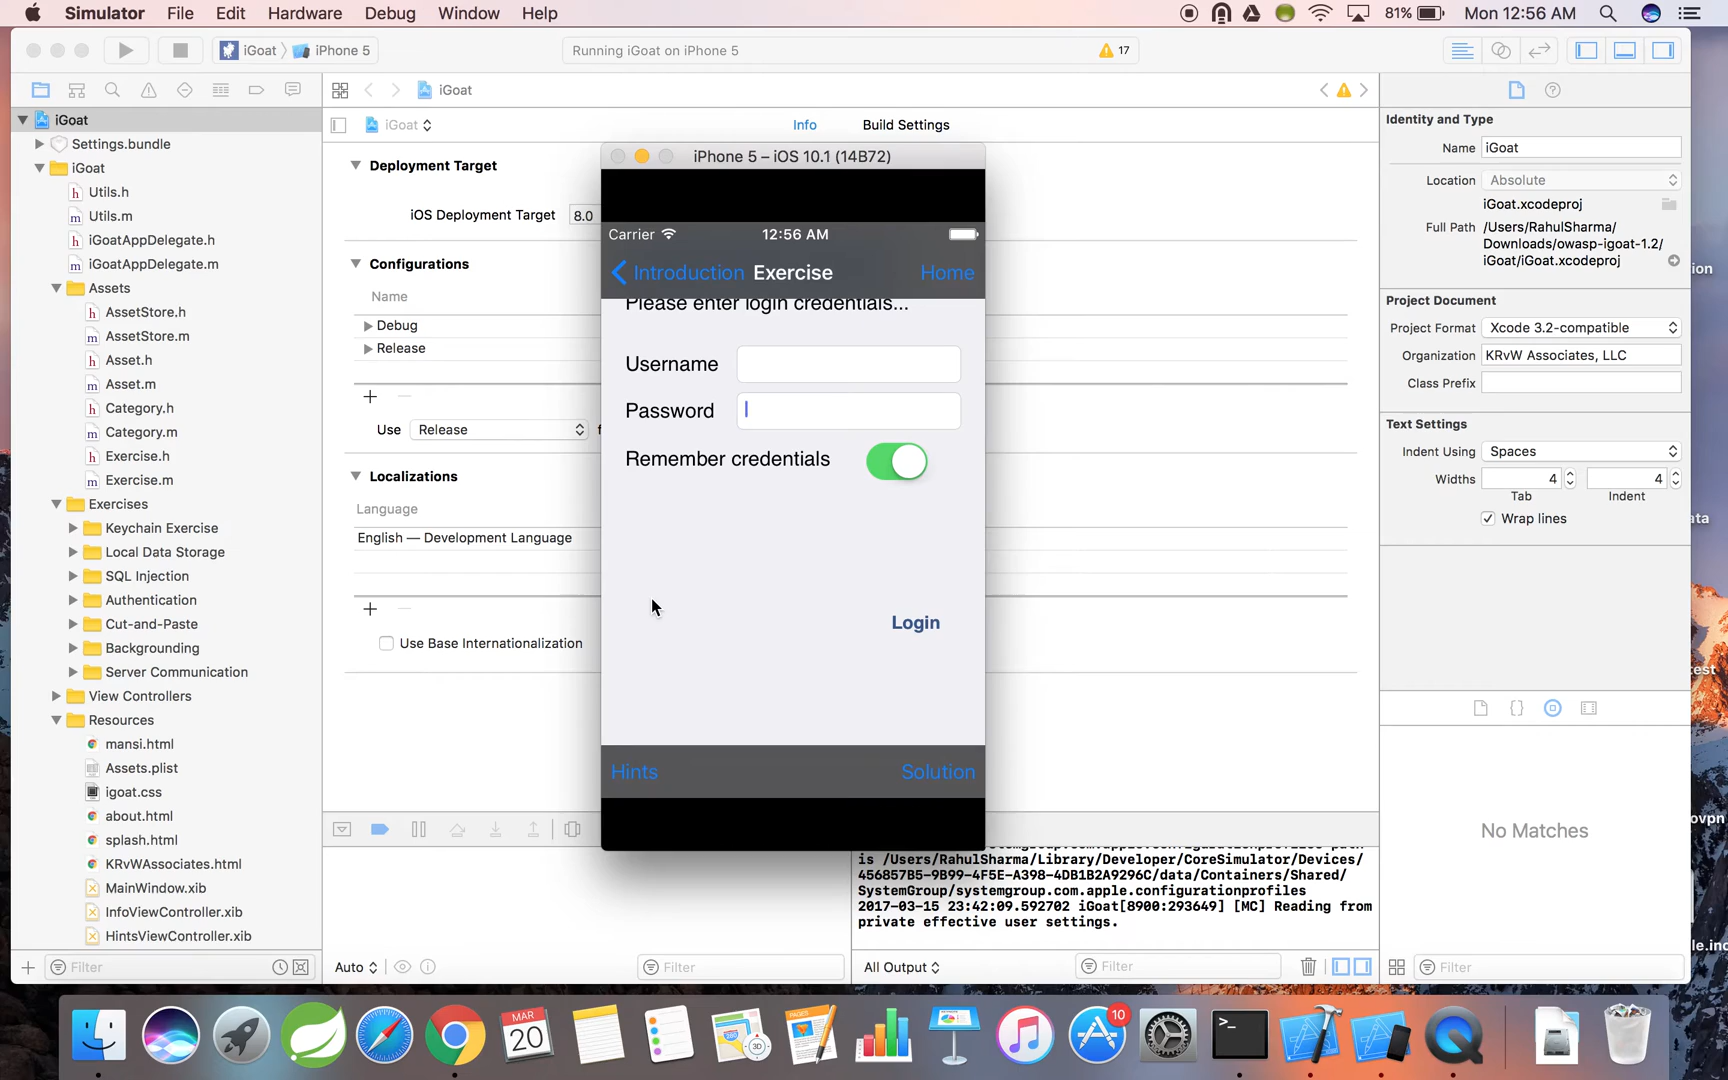 Simulator File Edit Hardware Debug Window Help 81% Mon 12:56 AM
iGoat iPhone 5 Running iGoat on iPhone 5 17
iGoat
iGoat
iGoat Info Build Settings
Settings.bundle
iGoat
Utils.h
Utils.m
iGoatAppDelegate.h
iGoatAppDelegate.m
Assets
AssetStore.h
AssetStore.m
Asset.h
Asset.m
Category.h
Category.m
Exercise.h
Exercise.m
Exercises
Keychain Exercise
Local Data Storage
SQL Injection
Authentication
Cut-and-Paste
Backgrounding
Server Communication
View Controllers
Resources
mansi.html
Assets.plist
igoat.css
about.html
splash.html
KRvWAssociates.html
MainWindow.xib
InfoViewController.xib
HintsViewController.xib
Filter
Deployment Target
iOS Deployment Target 8.0
Configurations
Name
Debug
Release
Use Release
Localizations
Language
English — Development Language
Use Base Internationalization
iPhone 5 – iOS 10.1 (14B72)
Carrier 12:56 AM
Introduction Exercise Home
Please enter login credentials...
Username
Password
Remember credentials
Login
Hints Solution
is /Users/RahulSharma/Library/Developer/CoreSimulator/Devices/
456857B5-9B99-4F5E-A398-4DB1B2A9296C/data/Containers/Shared/
SystemGroup/systemgroup.com.apple.configurationprofiles
2017-03-15 23:42:09.592702 iGoat[8900:293649] [MC] Reading from
private effective user settings.
Auto Filter All Output Filter
Identity and Type
Name iGoat
Location Absolute
iGoat.xcodeproj
Full Path /Users/RahulSharma/
Downloads/owasp-igoat-1.2/
iGoat/iGoat.xcodeproj
Project Document
Project Format Xcode 3.2-compatible
Organization KRvW Associates, LLC
Class Prefix
Text Settings
Indent Using Spaces
Widths 4 4
Tab Indent
Wrap lines
No Matches
Filter
ion
ata
test
ovpn
le.inc
MAR
20
3D
10